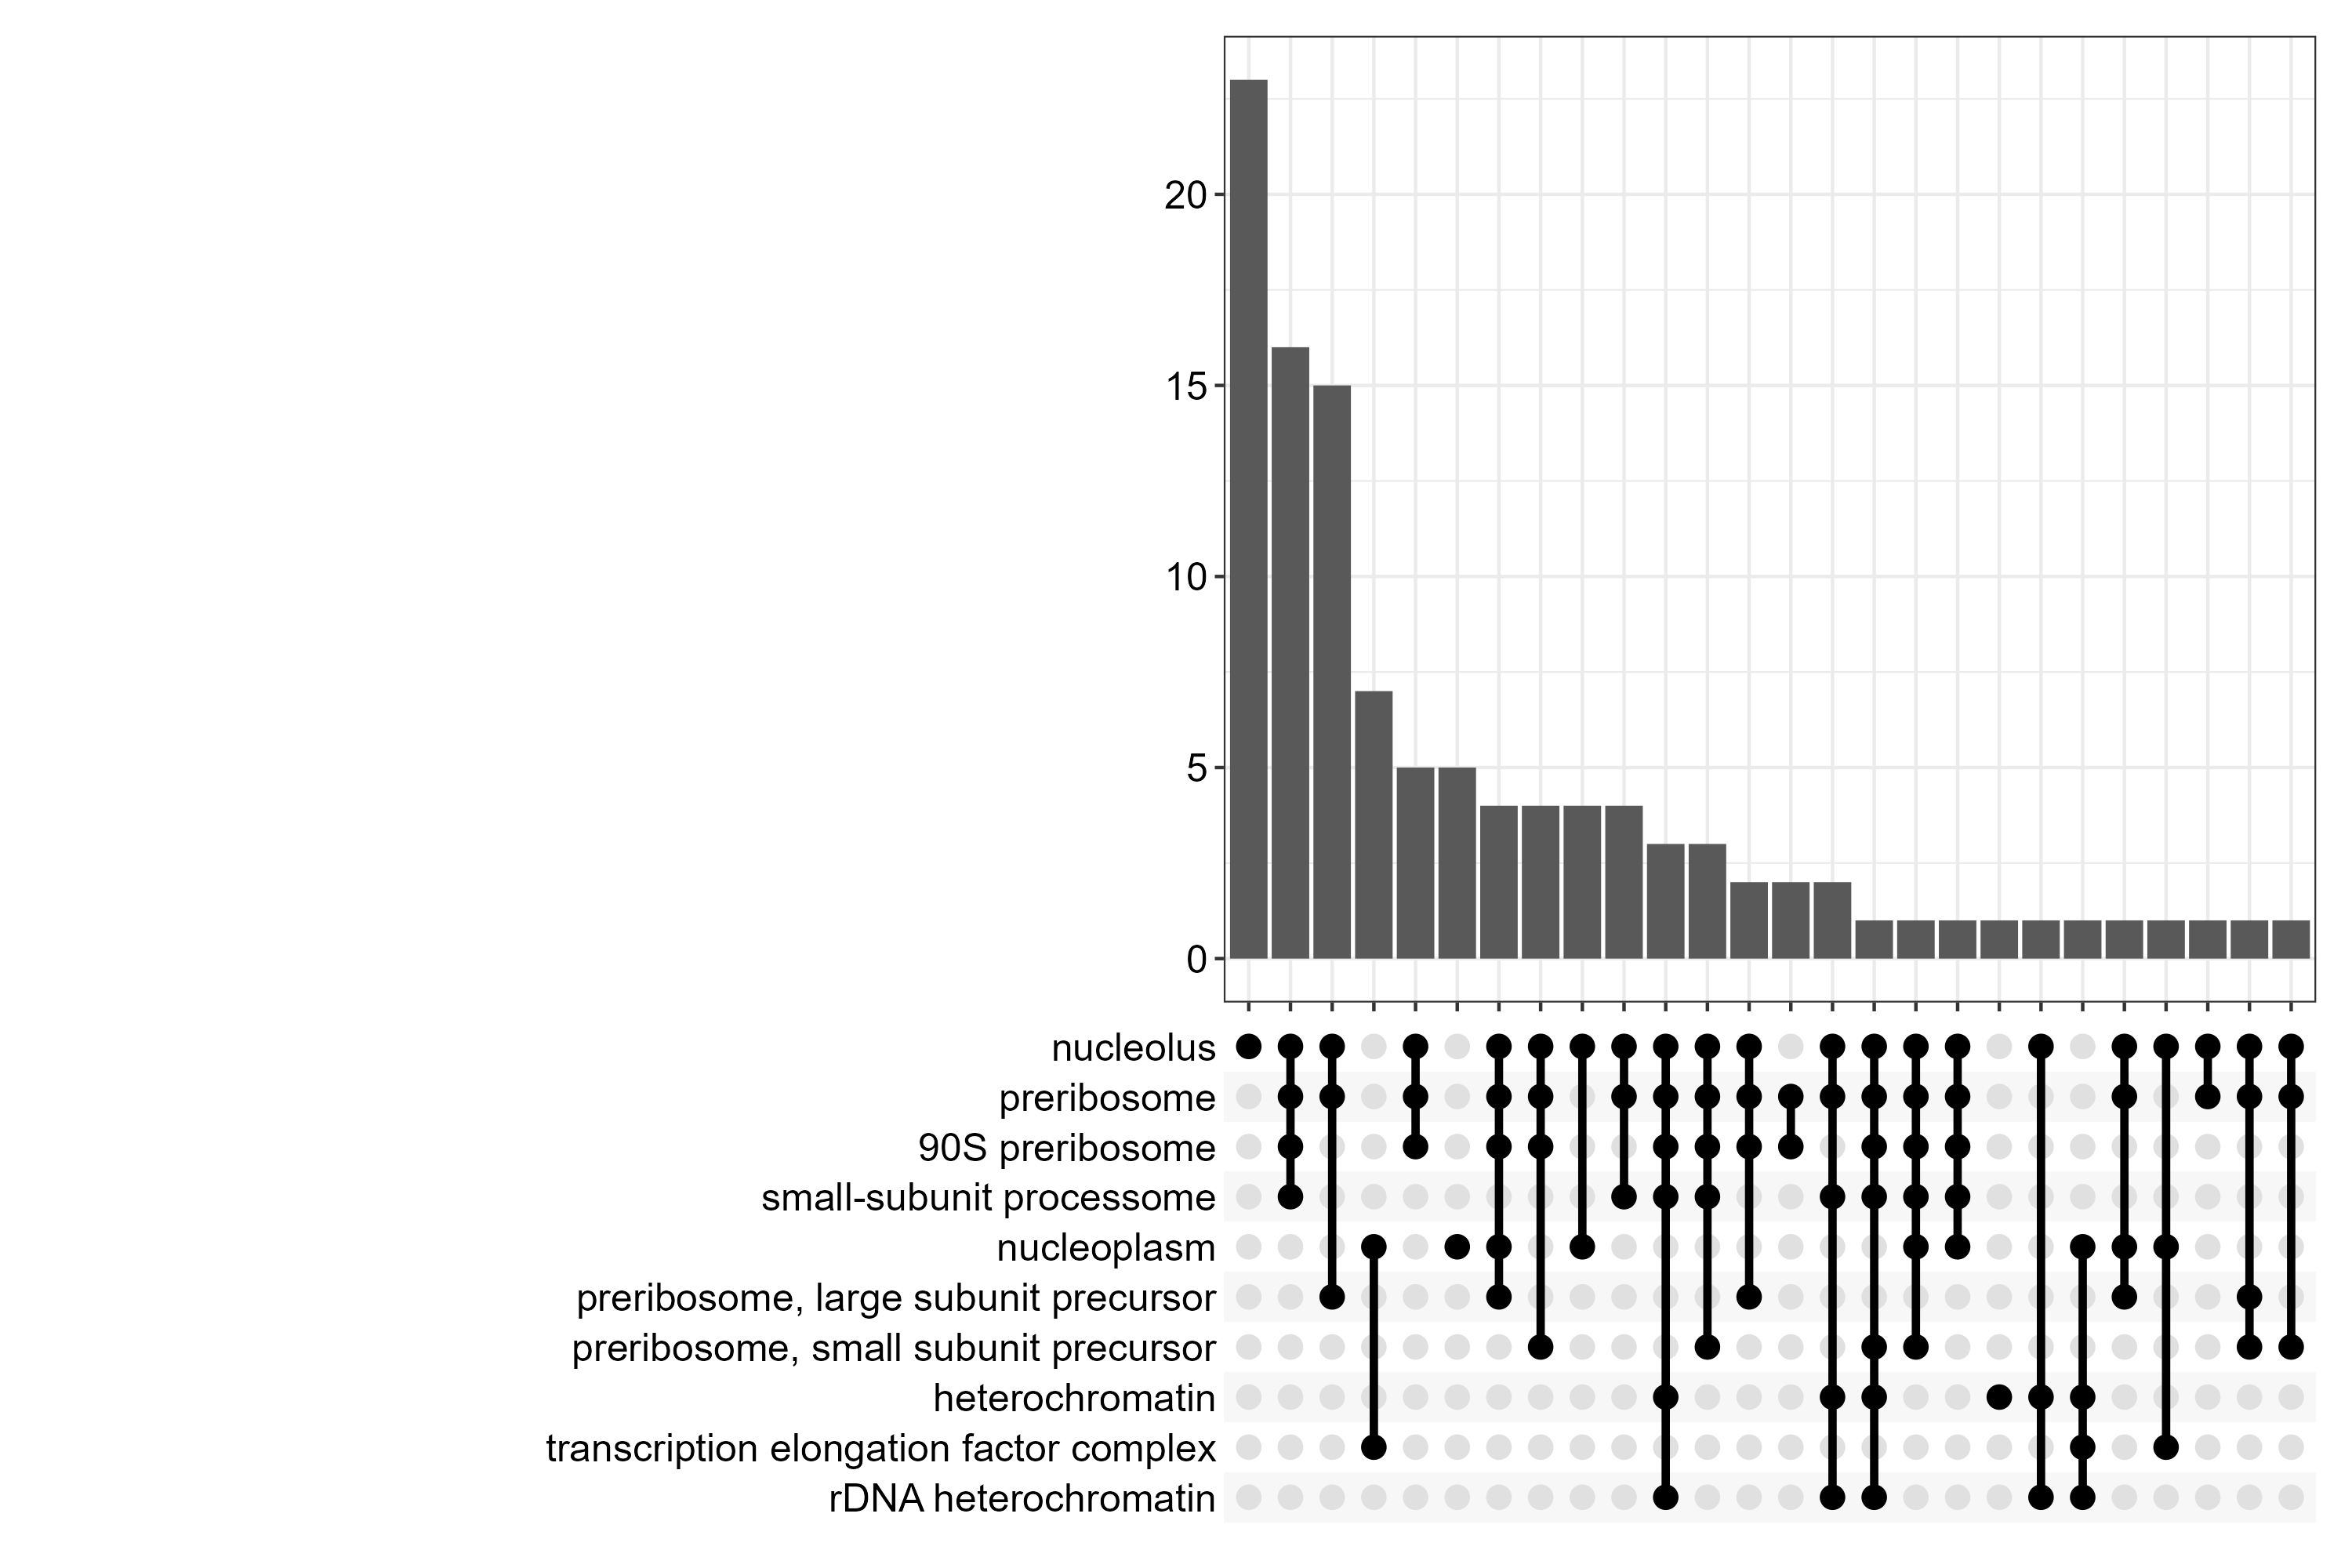 20
15
10
5
0
nucleolus
preribosome
90S preribosome
small-subunit processome
nucleoplasm
preribosome, large subunit precursor
preribosome, small subunit precursor
heterochromatin
transcription elongation factor complex
rDNA heterochromatin